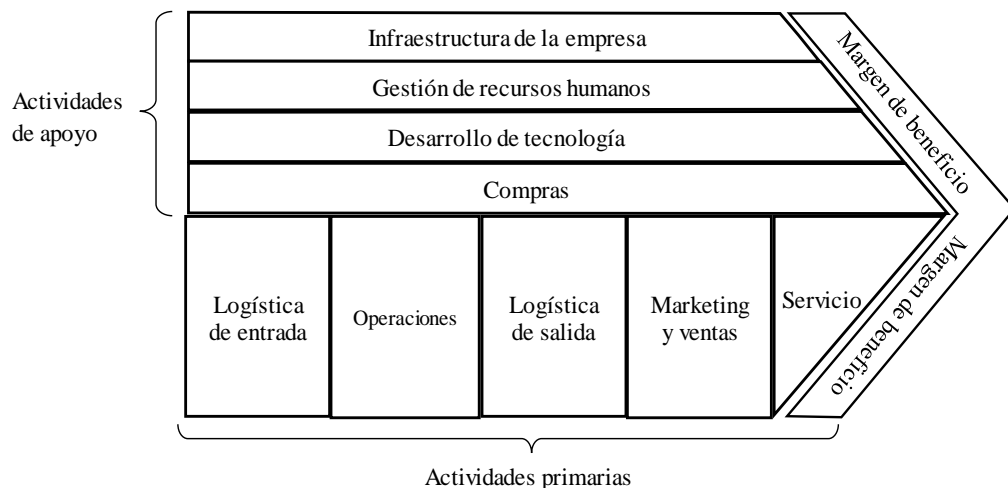 Infraestructura de la empresa
Gestión de recursos humanos
Desarrollo de tecnología
Compras
Actividades
de apoyo
Margen de beneficio
Margen de beneficio
Logística
de entrada
Operaciones
Logística
de salida
Marketing
y ventas
Servicio
Actividades primarias